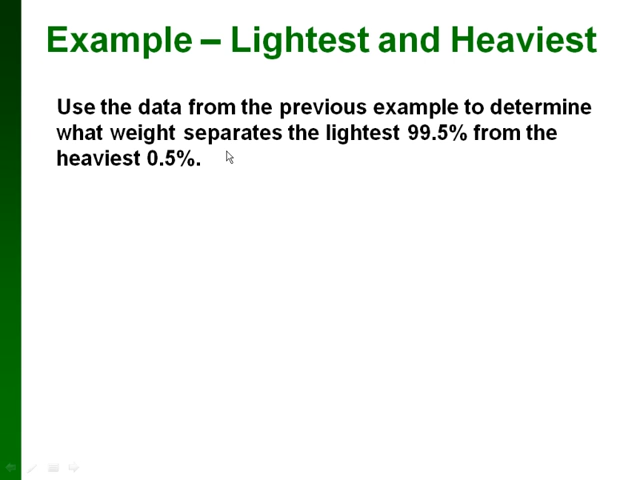 Example – Lightest and Heaviest
Use the data from the previous example to determine
what weight separates the lightest 99.5% from the
heaviest 0.5%.